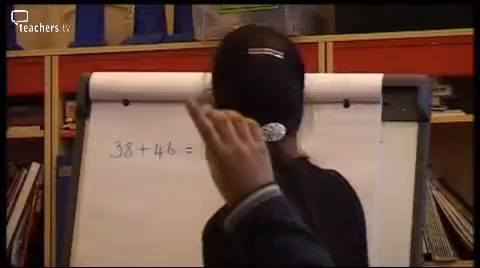 teachers.tv
38 + 46 =